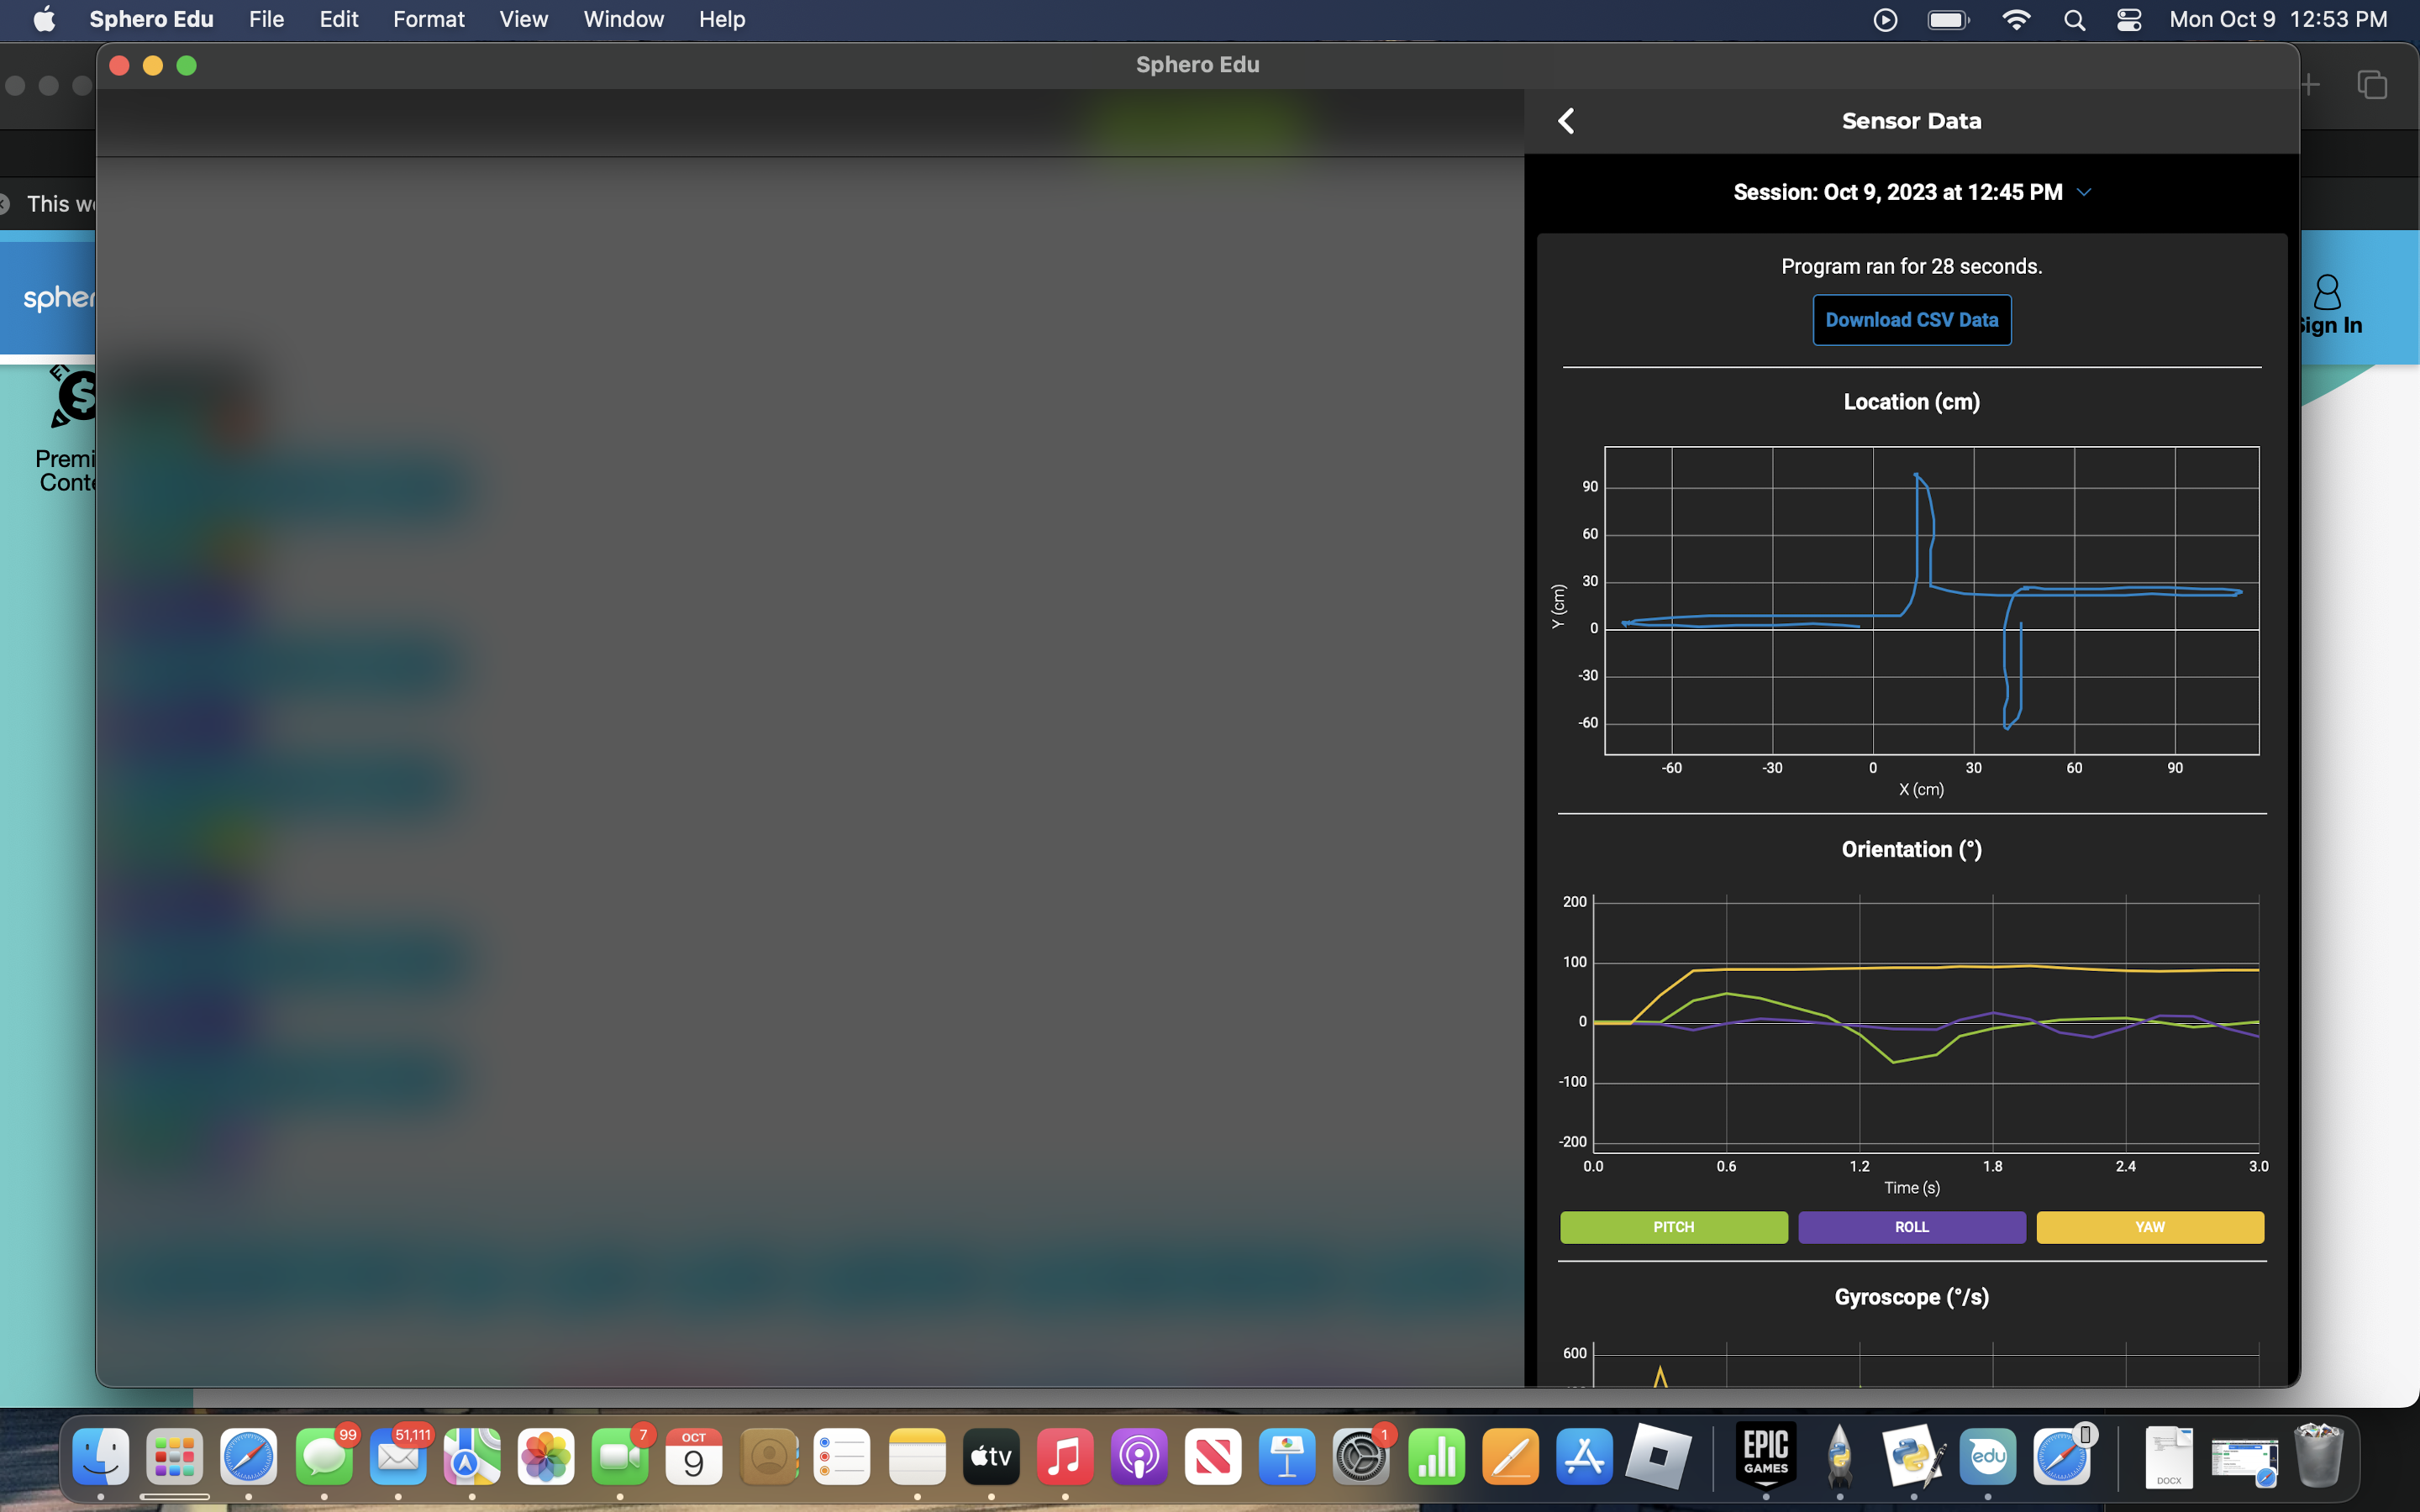 Sphero Edu File Edit Format View Window Help Mon Oct 9 12:53 PM
Sphero Edu
Sensor Data
This w
Session: Oct 9, 2023 at 12:45 PM
Program ran for 28 seconds.
spher
Sign In
Download CSV Data
Location (cm)
Premi
Conte
90
60
30
0
-30
-60
Y (cm)
-60 -30 0 30 60 90
X (cm)
Orientation (°)
200
100
0
-100
-200
0.0 0.6 1.2 1.8 2.4 3.0
Time (s)
PITCH ROLL YAW
Gyroscope (°/s)
600
99 51,111 7 OCT 1
9 tv EPIC GAMES edu DOCX